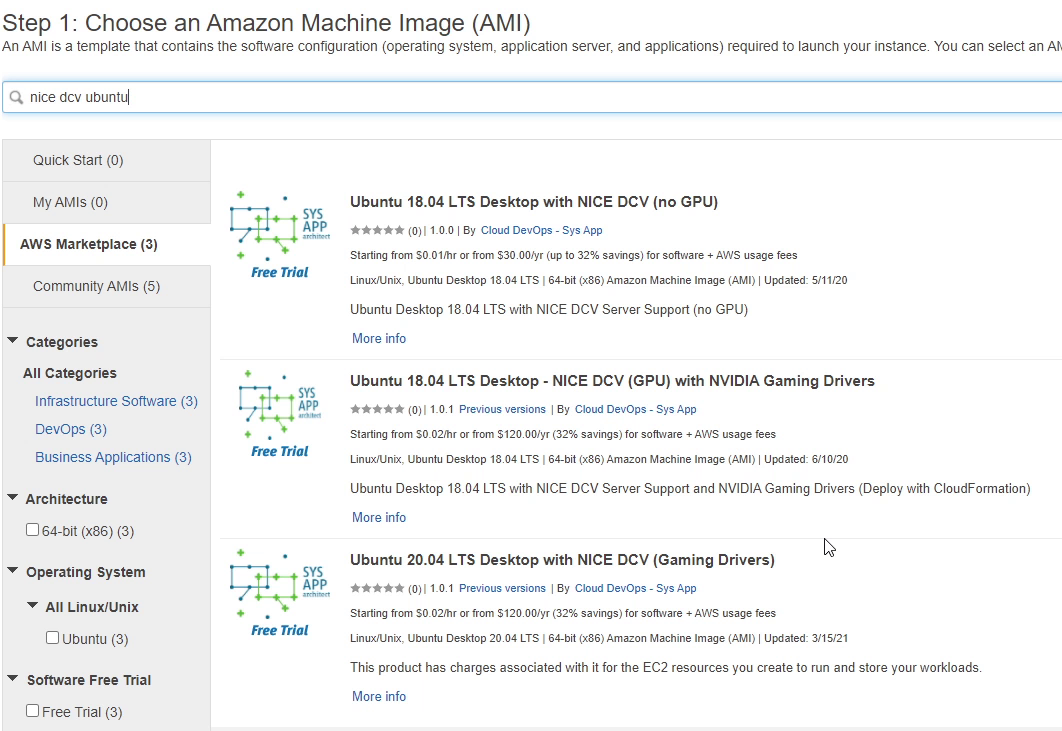 Step 1: Choose an Amazon Machine Image (AMI)
An AMI is a template that contains the software configuration (operating system, application server, and applications) required to launch your instance. You can select an AM
nice dcv ubuntu
Quick Start (0)
My AMIs (0)
AWS Marketplace (3)
Community AMIs (5)
Categories
All Categories
Infrastructure Software (3)
DevOps (3)
Business Applications (3)
Architecture
64-bit (x86) (3)
Operating System
All Linux/Unix
Ubuntu (3)
Software Free Trial
Free Trial (3)
SYS
APP
architect
Free Trial
Ubuntu 18.04 LTS Desktop with NICE DCV (no GPU)
(0) | 1.0.0 | By Cloud DevOps - Sys App
Starting from $0.01/hr or from $30.00/yr (up to 32% savings) for software + AWS usage fees
Linux/Unix, Ubuntu Desktop 18.04 LTS | 64-bit (x86) Amazon Machine Image (AMI) | Updated: 5/11/20
Ubuntu Desktop 18.04 LTS with NICE DCV Server Support (no GPU)
More info
SYS
APP
architect
Free Trial
Ubuntu 18.04 LTS Desktop - NICE DCV (GPU) with NVIDIA Gaming Drivers
(0) | 1.0.1 Previous versions | By Cloud DevOps - Sys App
Starting from $0.02/hr or from $120.00/yr (32% savings) for software + AWS usage fees
Linux/Unix, Ubuntu Desktop 18.04 LTS | 64-bit (x86) Amazon Machine Image (AMI) | Updated: 6/10/20
Ubuntu Desktop 18.04 LTS with NICE DCV Server Support and NVIDIA Gaming Drivers (Deploy with CloudFormation)
More info
SYS
APP
architect
Free Trial
Ubuntu 20.04 LTS Desktop with NICE DCV (Gaming Drivers)
(0) | 1.0.1 Previous versions | By Cloud DevOps - Sys App
Starting from $0.02/hr or from $120.00/yr (32% savings) for software + AWS usage fees
Linux/Unix, Ubuntu Desktop 20.04 LTS | 64-bit (x86) Amazon Machine Image (AMI) | Updated: 3/15/21
This product has charges associated with it for the EC2 resources you create to run and store your workloads.
More info